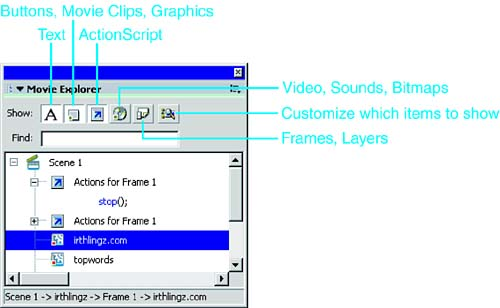 Buttons, Movie Clips, Graphics
Text
ActionScript
Movie Explorer
Video, Sounds, Bitmaps
Show:
A
Customize which items to show
Frames, Layers
Find:
Scene 1
Actions for Frame 1
stop();
Actions for Frame 1
irthlingz.com
topwords
Scene 1 -> irthlingz -> Frame 1 -> irthlingz.com